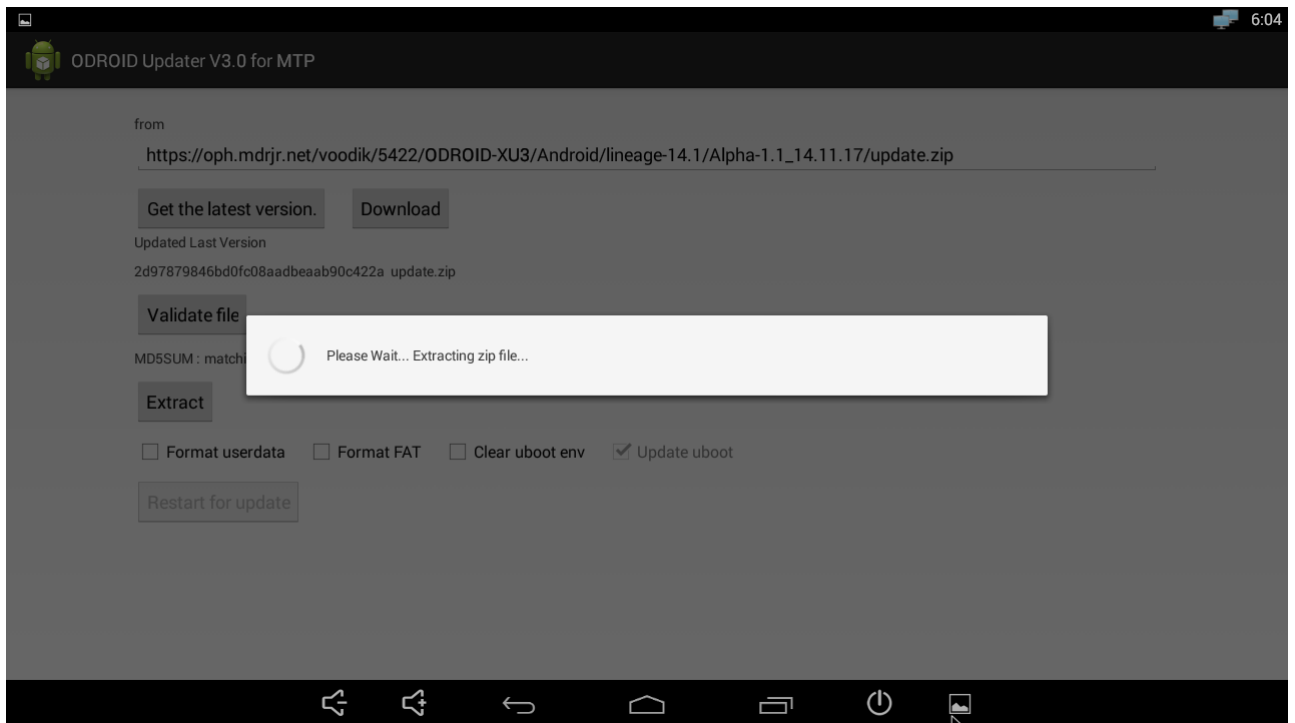 6:04
ODROID Updater V3.0 for MTP
from
https://oph.mdrjr.net/voodik/5422/ODROID-XU3/Android/lineage-14.1/Alpha-1.1_14.11.17/update.zip
Get the latest version. Download
Updated Last Version
2d97879846bd0fc08aadbeaab90c422a update.zip
Validate file
Please Wait... Extracting zip file...
MD5SUM : matchi
Extract
Format userdata Format FAT Clear uboot env Update uboot
Restart for update